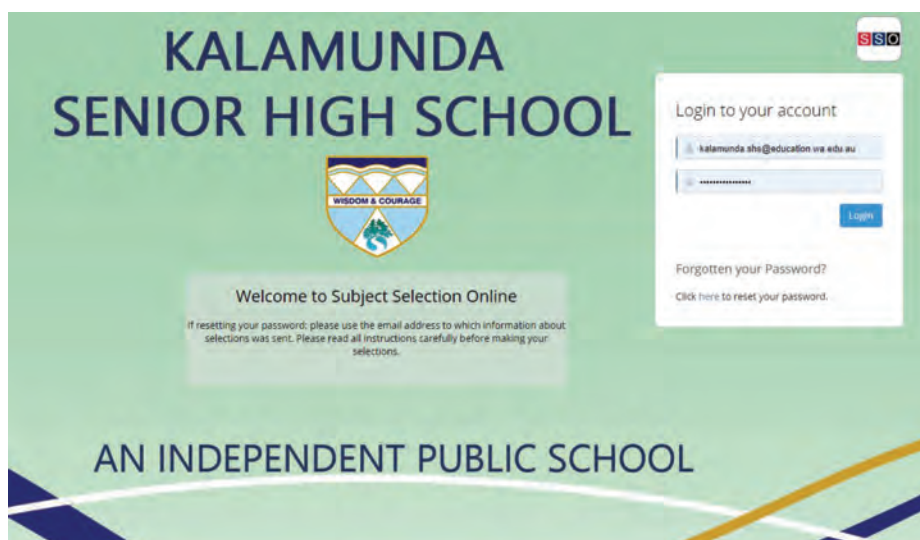 KALAMUNDA
SENIOR HIGH SCHOOL
SSO
Login to your account
kalamunda.shs@education.wa.edu.au
••••••••••••••••
Login
WISDOM & COURAGE
Forgotten your Password?
Click here to reset your password.
Welcome to Subject Selection Online
If resetting your password; please use the email address to which information about
selections was sent. Please read all instructions carefully before making your
selections.
AN INDEPENDENT PUBLIC SCHOOL